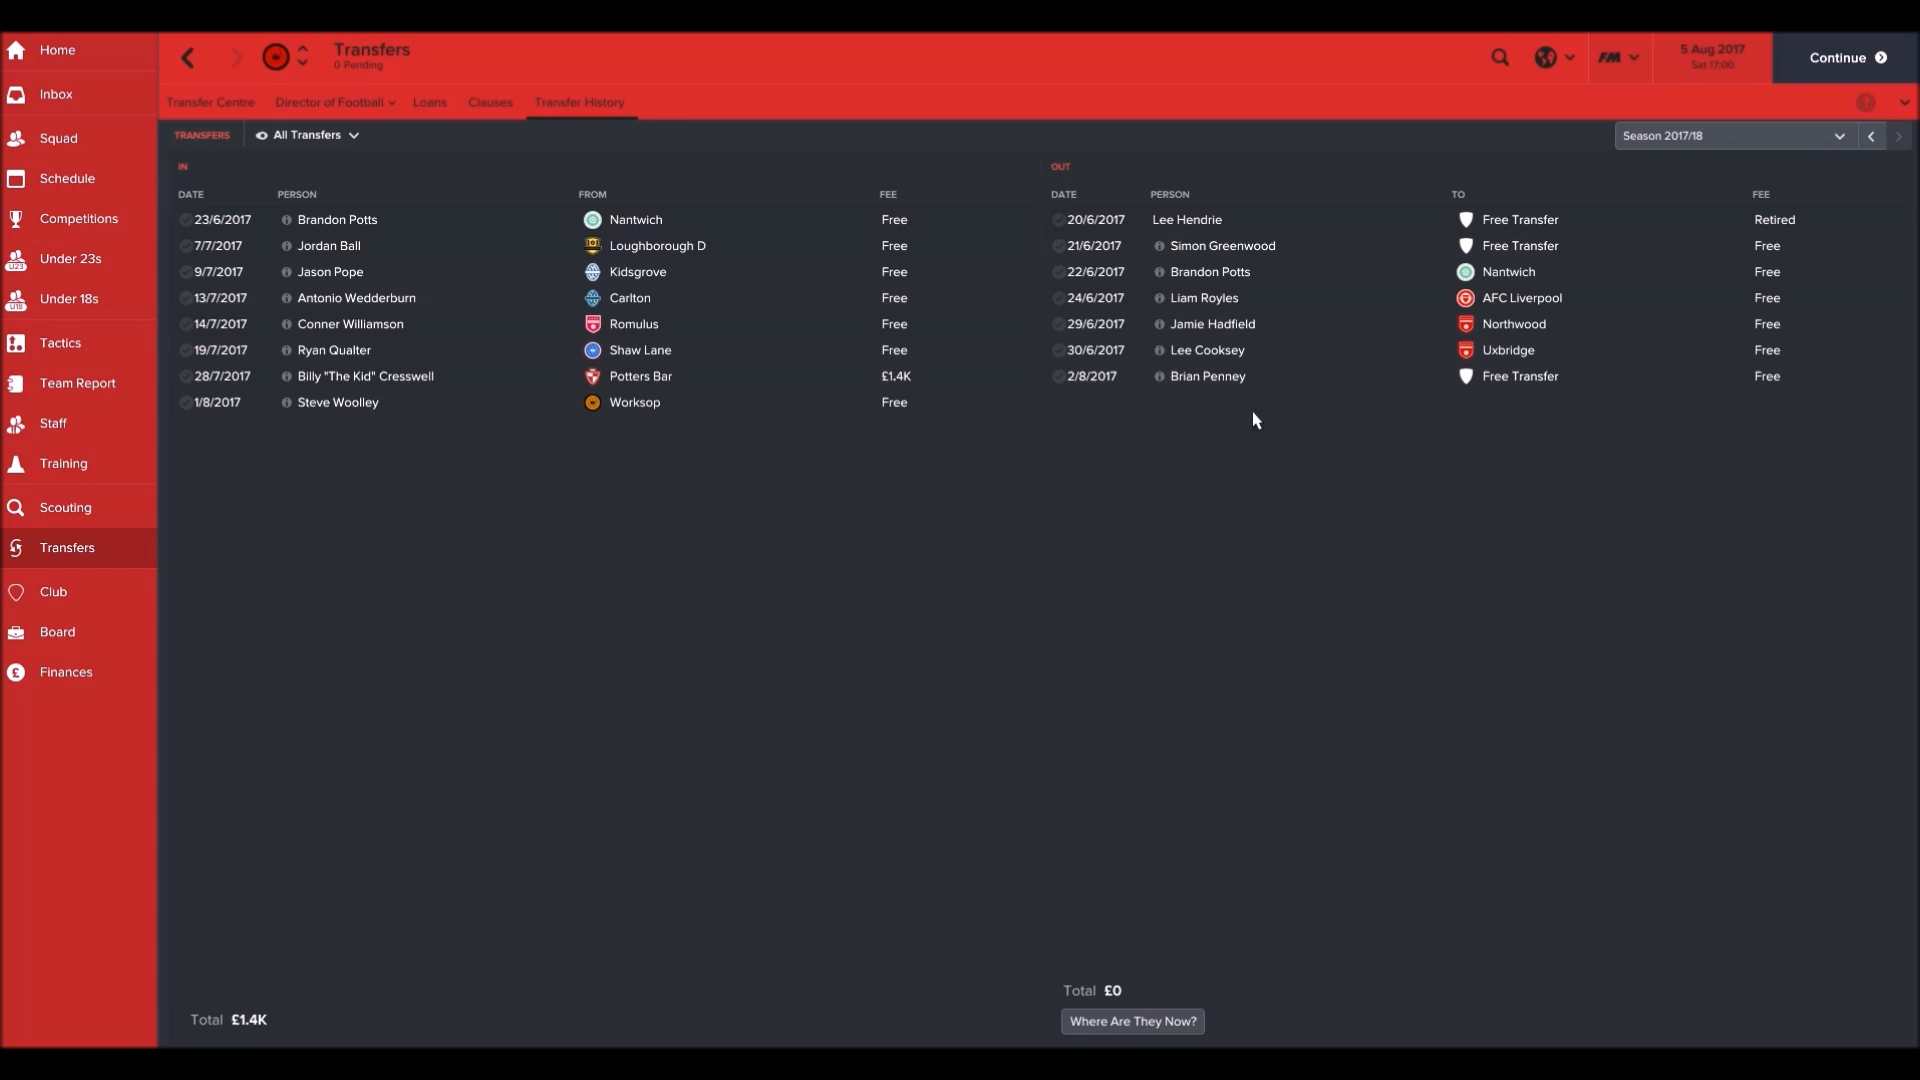 Home
Inbox
Squad
Schedule
Competitions
U23 Under 23s
U18 Under 18s
Tactics
Team Report
Staff
Training
Scouting
Transfers
Club
Board
£ Finances
Transfers
0 Pending
FM
5 Aug 2017
Sat 17:00
Continue
Transfer Centre Director of Football Loans Clauses Transfer History ?
TRANSFERS All Transfers Season 2017/18
IN
DATE PERSON FROM FEE
23/6/2017 Brandon Potts Nantwich Free
7/7/2017 Jordan Ball Loughborough D Free
9/7/2017 Jason Pope Kidsgrove Free
13/7/2017 Antonio Wedderburn Carlton Free
14/7/2017 Conner Williamson Romulus Free
19/7/2017 Ryan Qualter Shaw Lane Free
28/7/2017 Billy "The Kid" Cresswell Potters Bar £1.4K
1/8/2017 Steve Woolley Worksop Free
Total £1.4K
OUT
DATE PERSON TO FEE
20/6/2017 Lee Hendrie Free Transfer Retired
21/6/2017 Simon Greenwood Free Transfer Free
22/6/2017 Brandon Potts Nantwich Free
24/6/2017 Liam Royles AFC Liverpool Free
29/6/2017 Jamie Hadfield Northwood Free
30/6/2017 Lee Cooksey Uxbridge Free
2/8/2017 Brian Penney Free Transfer Free
Total £0
Where Are They Now?